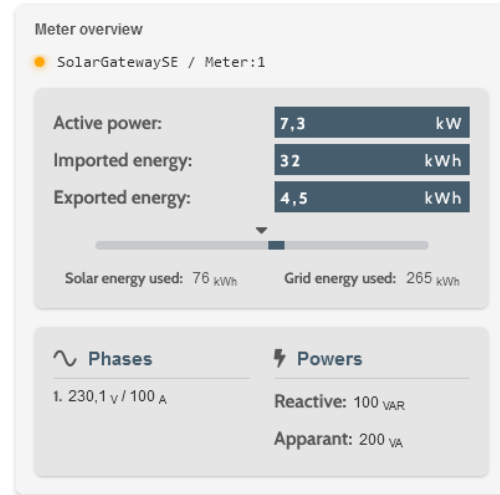 Meter overview
SolarGatewaySE / Meter:1
Active power: 7,3 kW
Imported energy: 32 kWh
Exported energy: 4,5 kWh
Solar energy used: 76 kWh Grid energy used: 265 kWh
Phases
1. 230,1 V / 100 A
Powers
Reactive: 100 VAR
Apparant: 200 VA